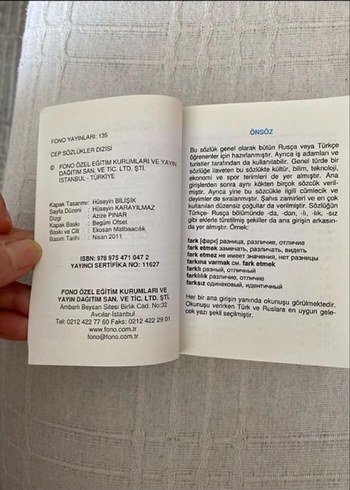 FONO YAYINLARI: 135
CEP SÖZLÜKLER DİZİSİ
© FONO ÖZEL EĞİTİM KURUMLARI VE YAYIN
DAĞITIM SAN. VE TİC. LTD. ŞTİ.
İSTANBUL - TÜRKİYE
Kapak Tasarımı: Hüseyin BİLIŞIK
Sayfa Düzeni : Hüseyin KARAYILMAZ
Dizgi : Azize PINAR
Kapak Baskı : Begüm Ofset
Baskı ve Cilt : Ekosan Matbaacılık
Basım Tarihi : Nisan 2011
ISBN: 978 975 471 047 2
YAYINCI SERTİFİKA NO: 11627
FONO ÖZEL EĞİTİM KURUMLARI VE
YAYIN DAĞITIM SAN. VE TİC. LTD. ŞTİ.
Ambarlı Beysan Sitesi Birlik Cad. No:32
Avcılar-İstanbul
Tel: 0212 422 77 60 Faks: 0212 422 29 01
www.fono.com.tr
fono@fono.com.tr
ÖNSÖZ
Bu sözlük genel olarak bütün Rusça veya Türkçe
öğrenenler için hazırlanmıştır. Ayrıca iş adamları ve
turistler tarafından da kullanılabilir. Genel türde bir
sözlüğe ilaveten bu sözlükte kültür, bilim, teknoloji,
ekonomi ve spor terimleri de yer almıştır. Ana
girişlerden sonra aynı kökten birçok sözcük veril-
miştir. Ayrıca yine bu sözcükle ilgili cümlecik ve
deyimler de sıralanmıştır. Şahıs zamirleri ve en çok
kullanılan düzensiz çoğullar da verilmiştir. Sözlüğün
Türkçe- Rusça bölümünde -da, -dan, -lı, -lık, -sız
gibi eklerle türetilmiş şekiller de ana girişin arkasın-
da yer almıştır. Örnek:
fark [фарк] разница, различие, отличие
fark etmek замечать, различать, видеть
fark etmez не имеет значения, нет разницы
farkına varmak см. fark etmek
farklı разный, отличный
farklılık различие, отличие
farksız одинаковый, идентичный
Her bir ana girişin yanında okunuşu görülmektedir.
Okunuşu verirken Türk ve Ruslara en uygun gele-
cek yazı şekli seçilmiştir.